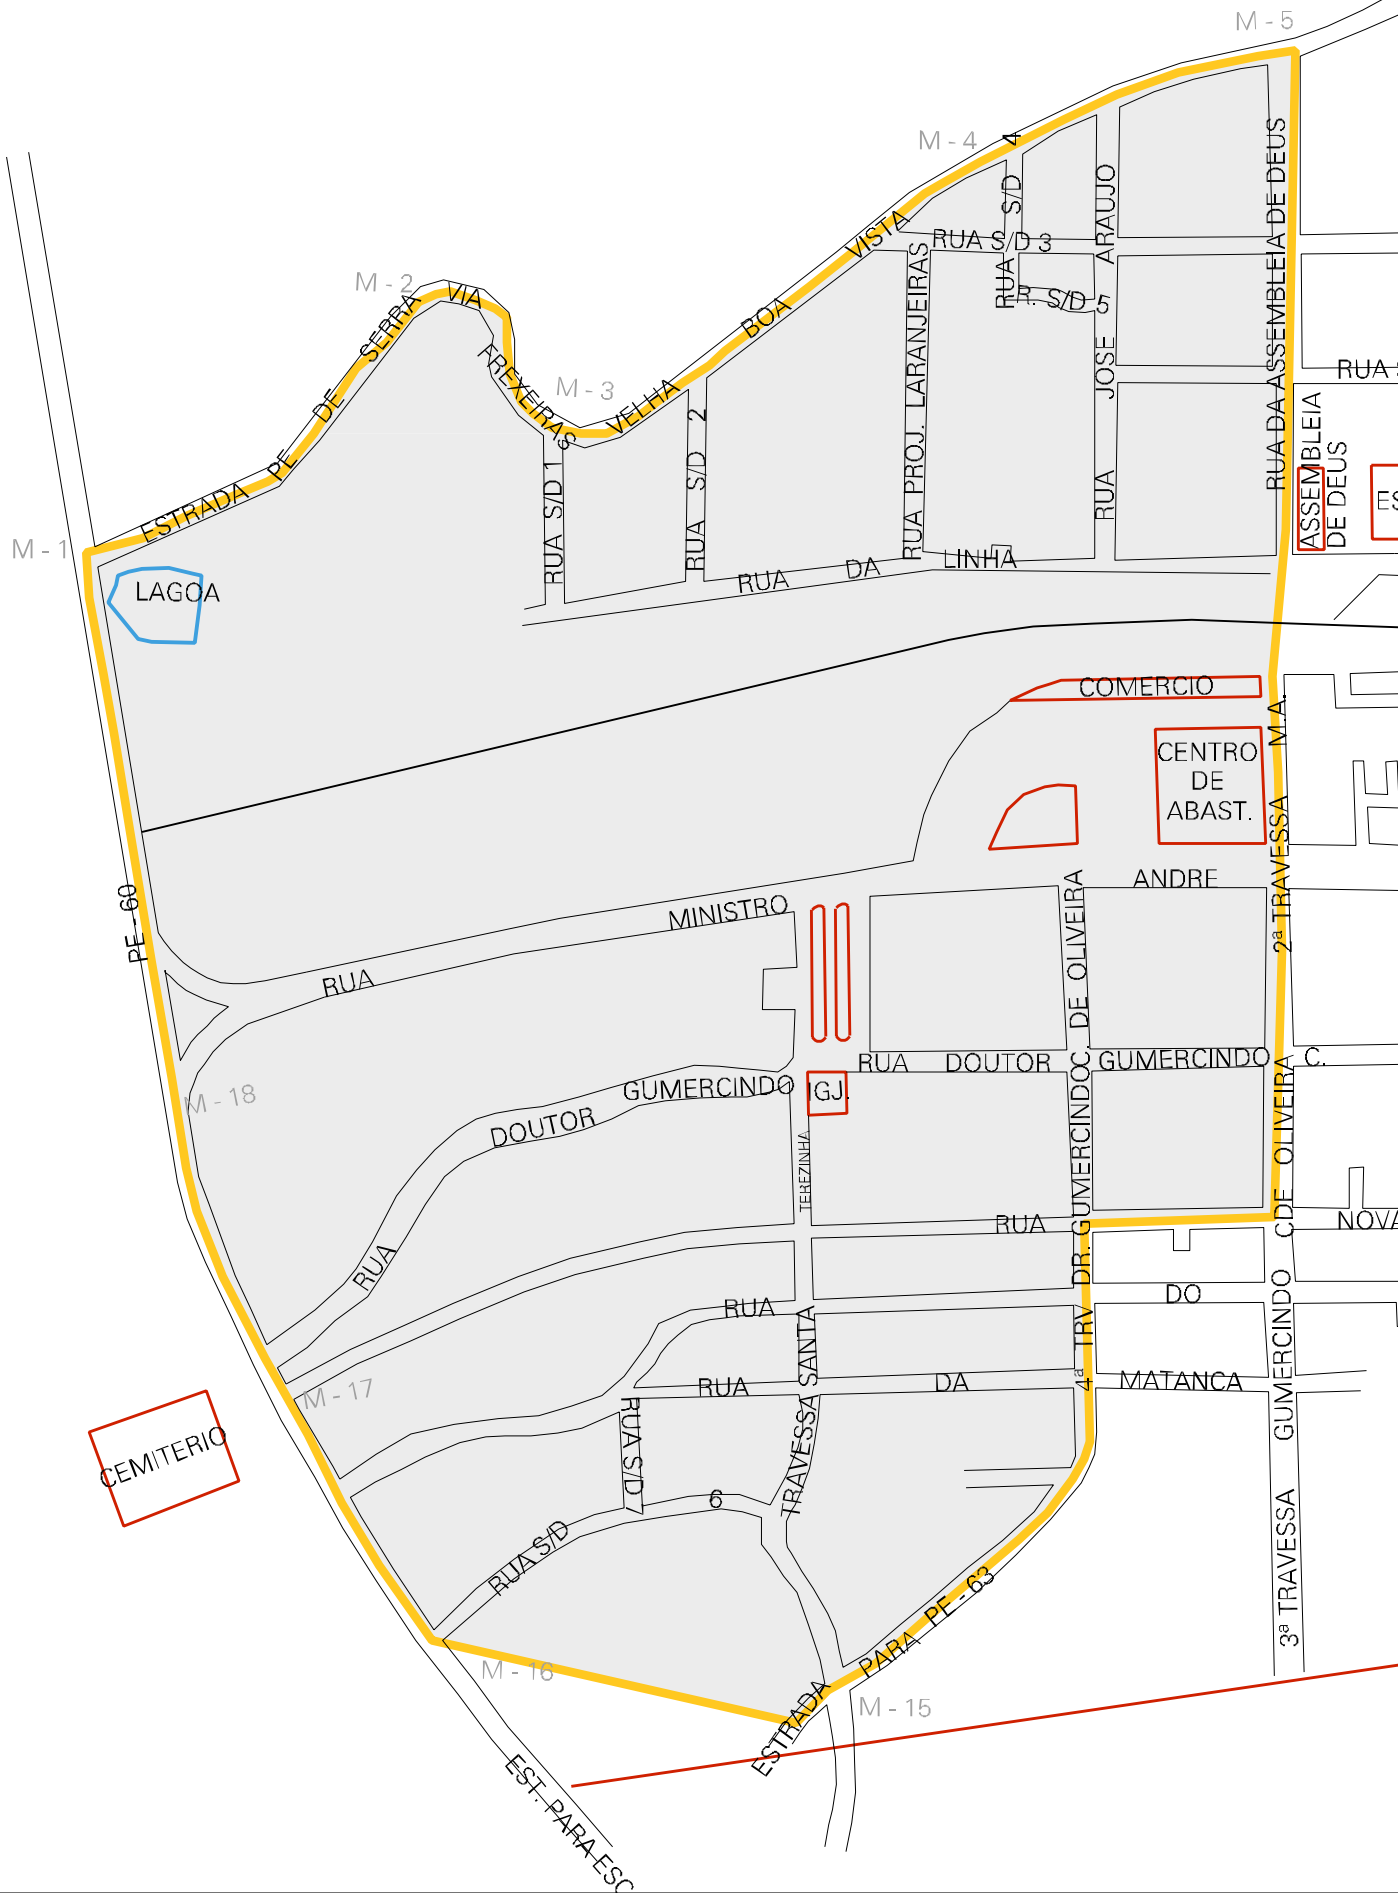 M - 5
M - 4
RUA S/D 4
RUA DA ASSEMBLEIA DE DEUS
RUA JOSE ARAUJO
RUA S/D 3
R. S/D 5
ESTRADA PE DE SERRA VIA AREXEIRAS VELHA BOA VISTA
M - 2
M - 3
RUA PROJ. LARANJEIRAS
RUA S/D 2
RUA S/D 1
ASSEMBLEIA
DE DEUS
M - 1
LAGOA
RUA DA LINHA
COMERCIO
CENTRO
DE
ABAST.
2ª TRAVESSA M.A.
PE - 60
RUA MINISTRO ANDRE
RUA DOUTOR GUMERCINDO
RUA DOUTOR GUMERCINDO C.
IGJ.
M - 18
TRAVESSA SANTA TEREZINHA
4ª TRV DR. GUMERCINDO C. DE OLIVEIRA
3ª TRAVESSA GUMERCINDO C DE OLIVEIRA
RUA NOVA
RUA DO
RUA DA MATANCA
M - 17
CEMITERIO
RUA S/D 7
RUA S/D 6
M - 16
ESTRADA PARA PE - 63
M - 15
EST. PARA ESC